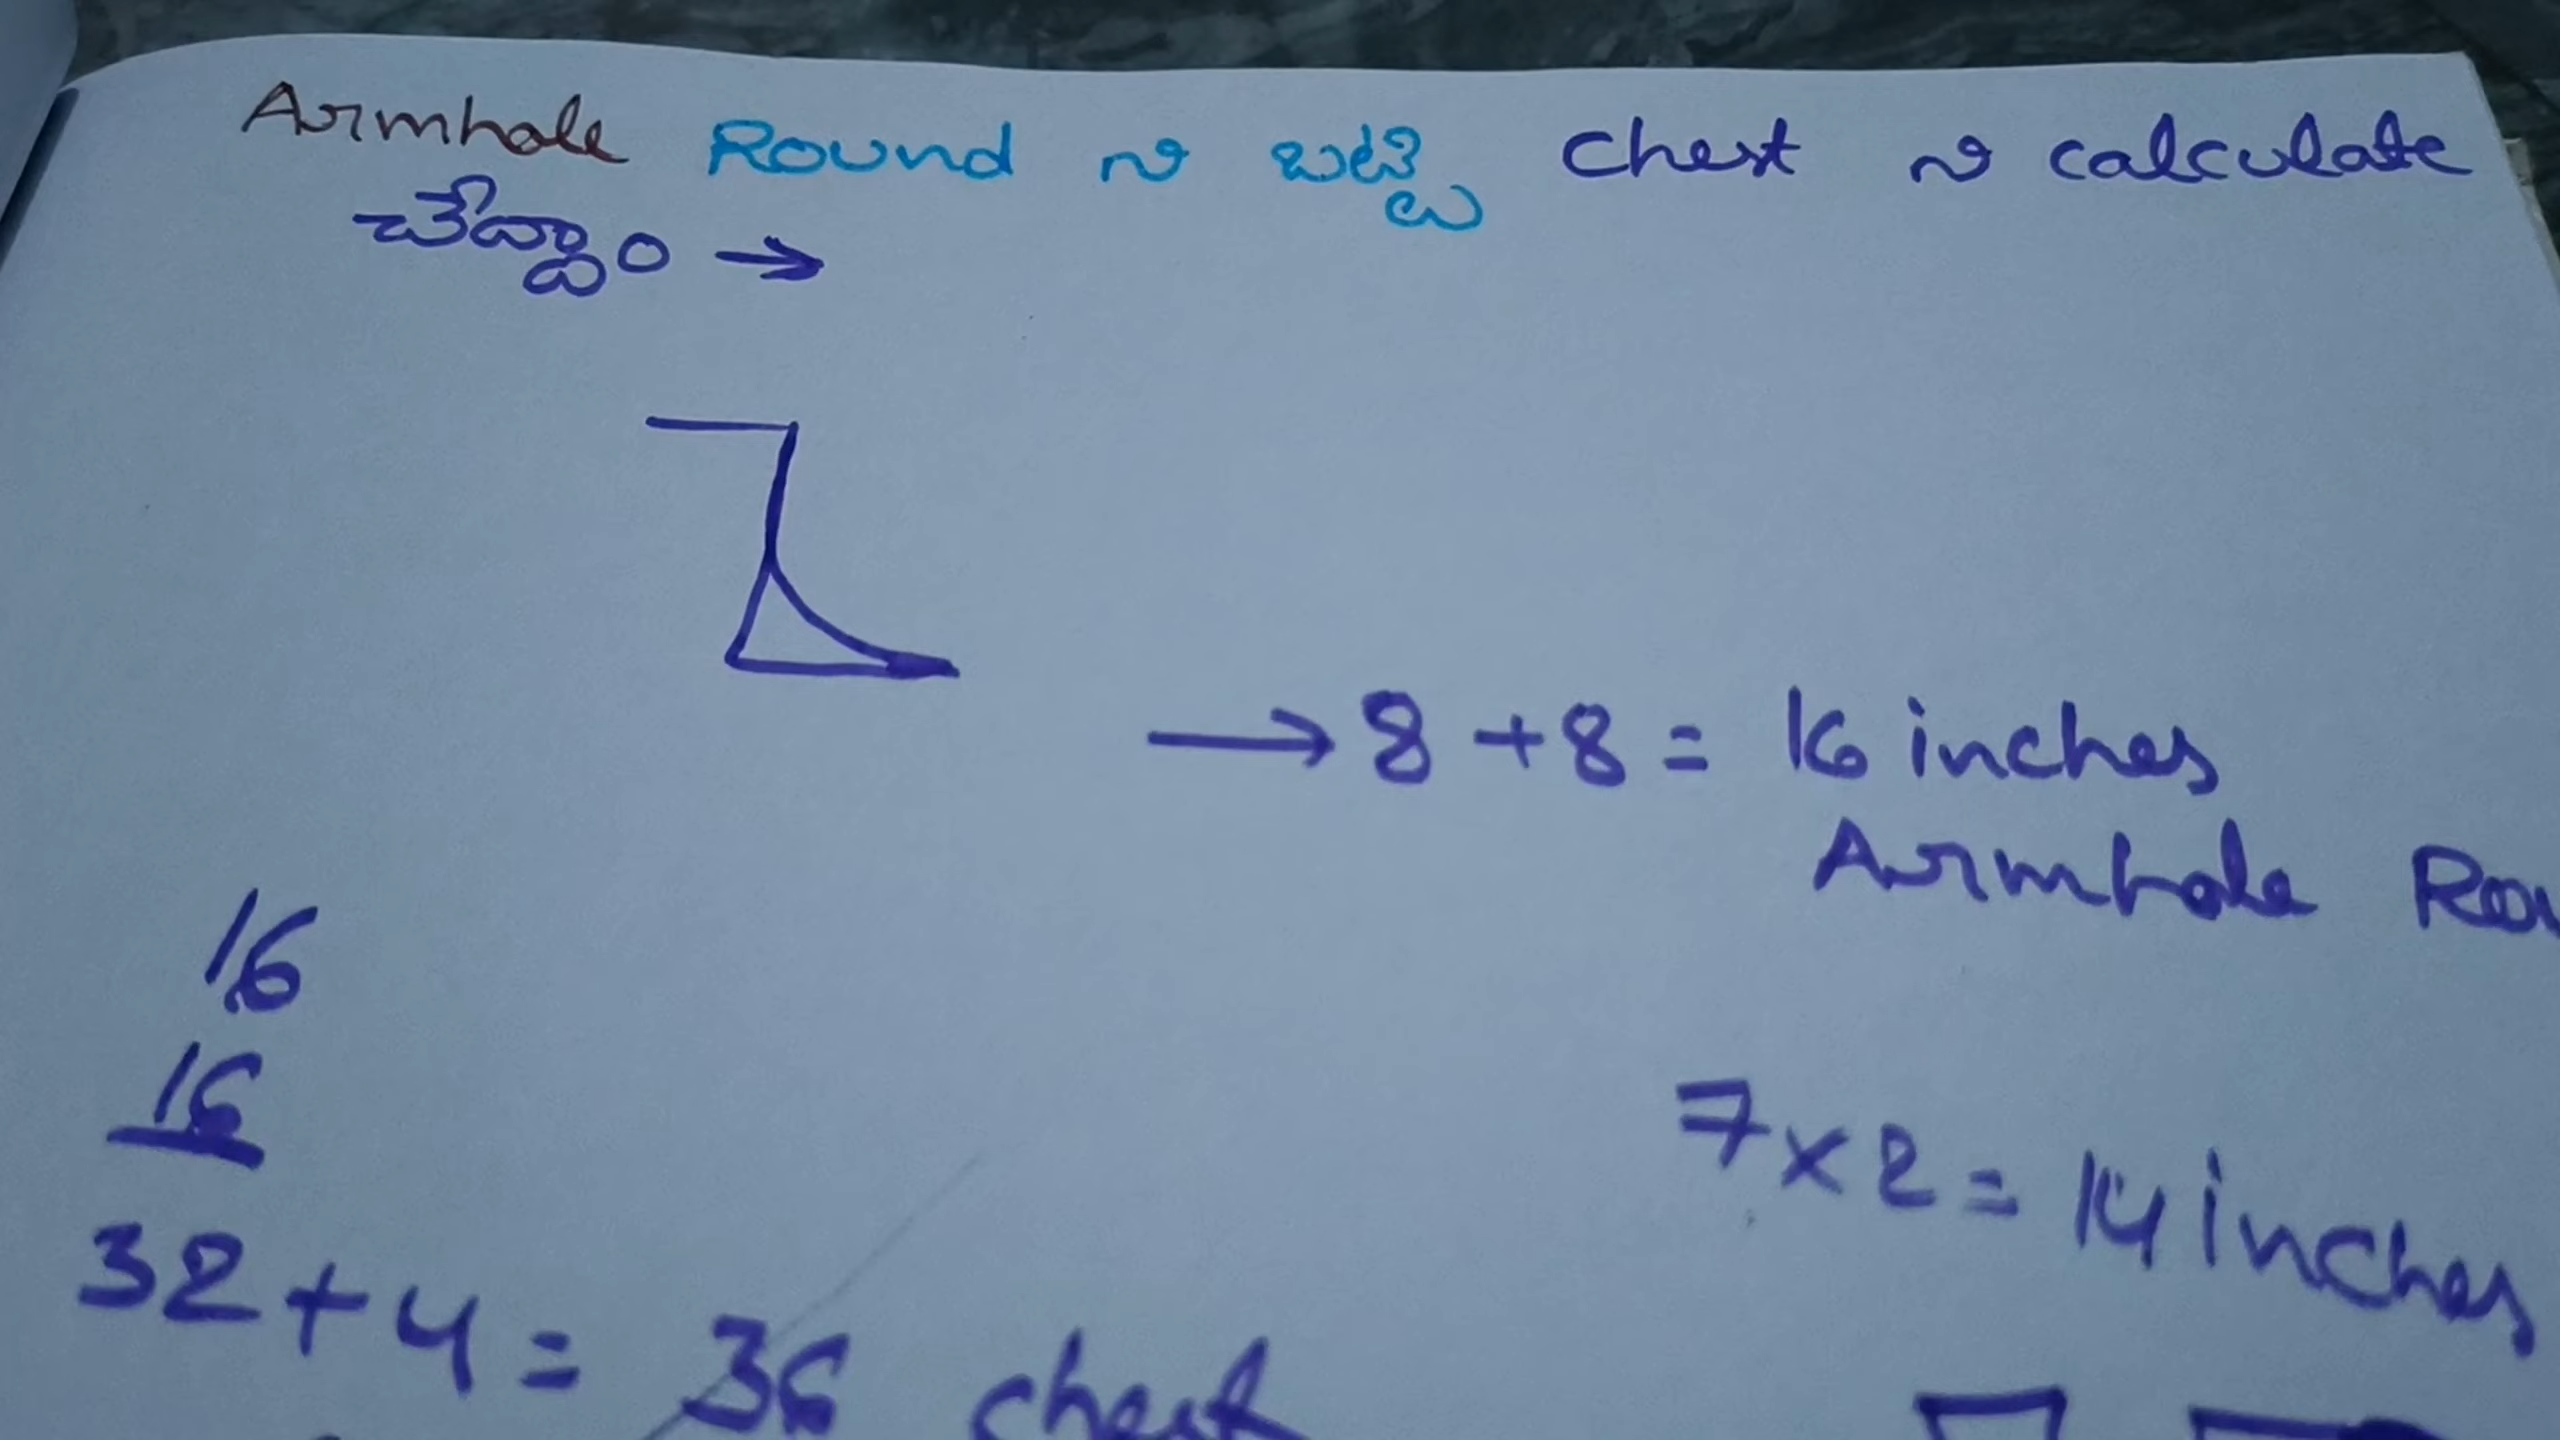 Armhole Round ని బట్టి chest ని calculate
చేద్దాం →
→ 8 + 8 = 16 inches
Armhole Rou
16
16
32 + 4 = 36 chest
7 x 2 = 14 inches